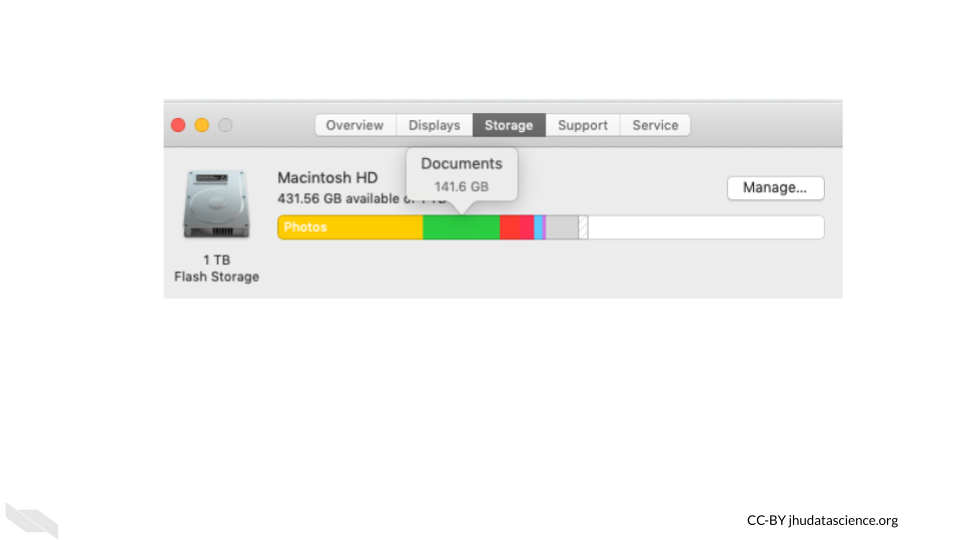 Overview Displays Storage Support Service
Documents
141.6 GB
Macintosh HD
431.56 GB available
Manage...
Photos
1 TB
Flash Storage
CC-BY jhudatascience.org